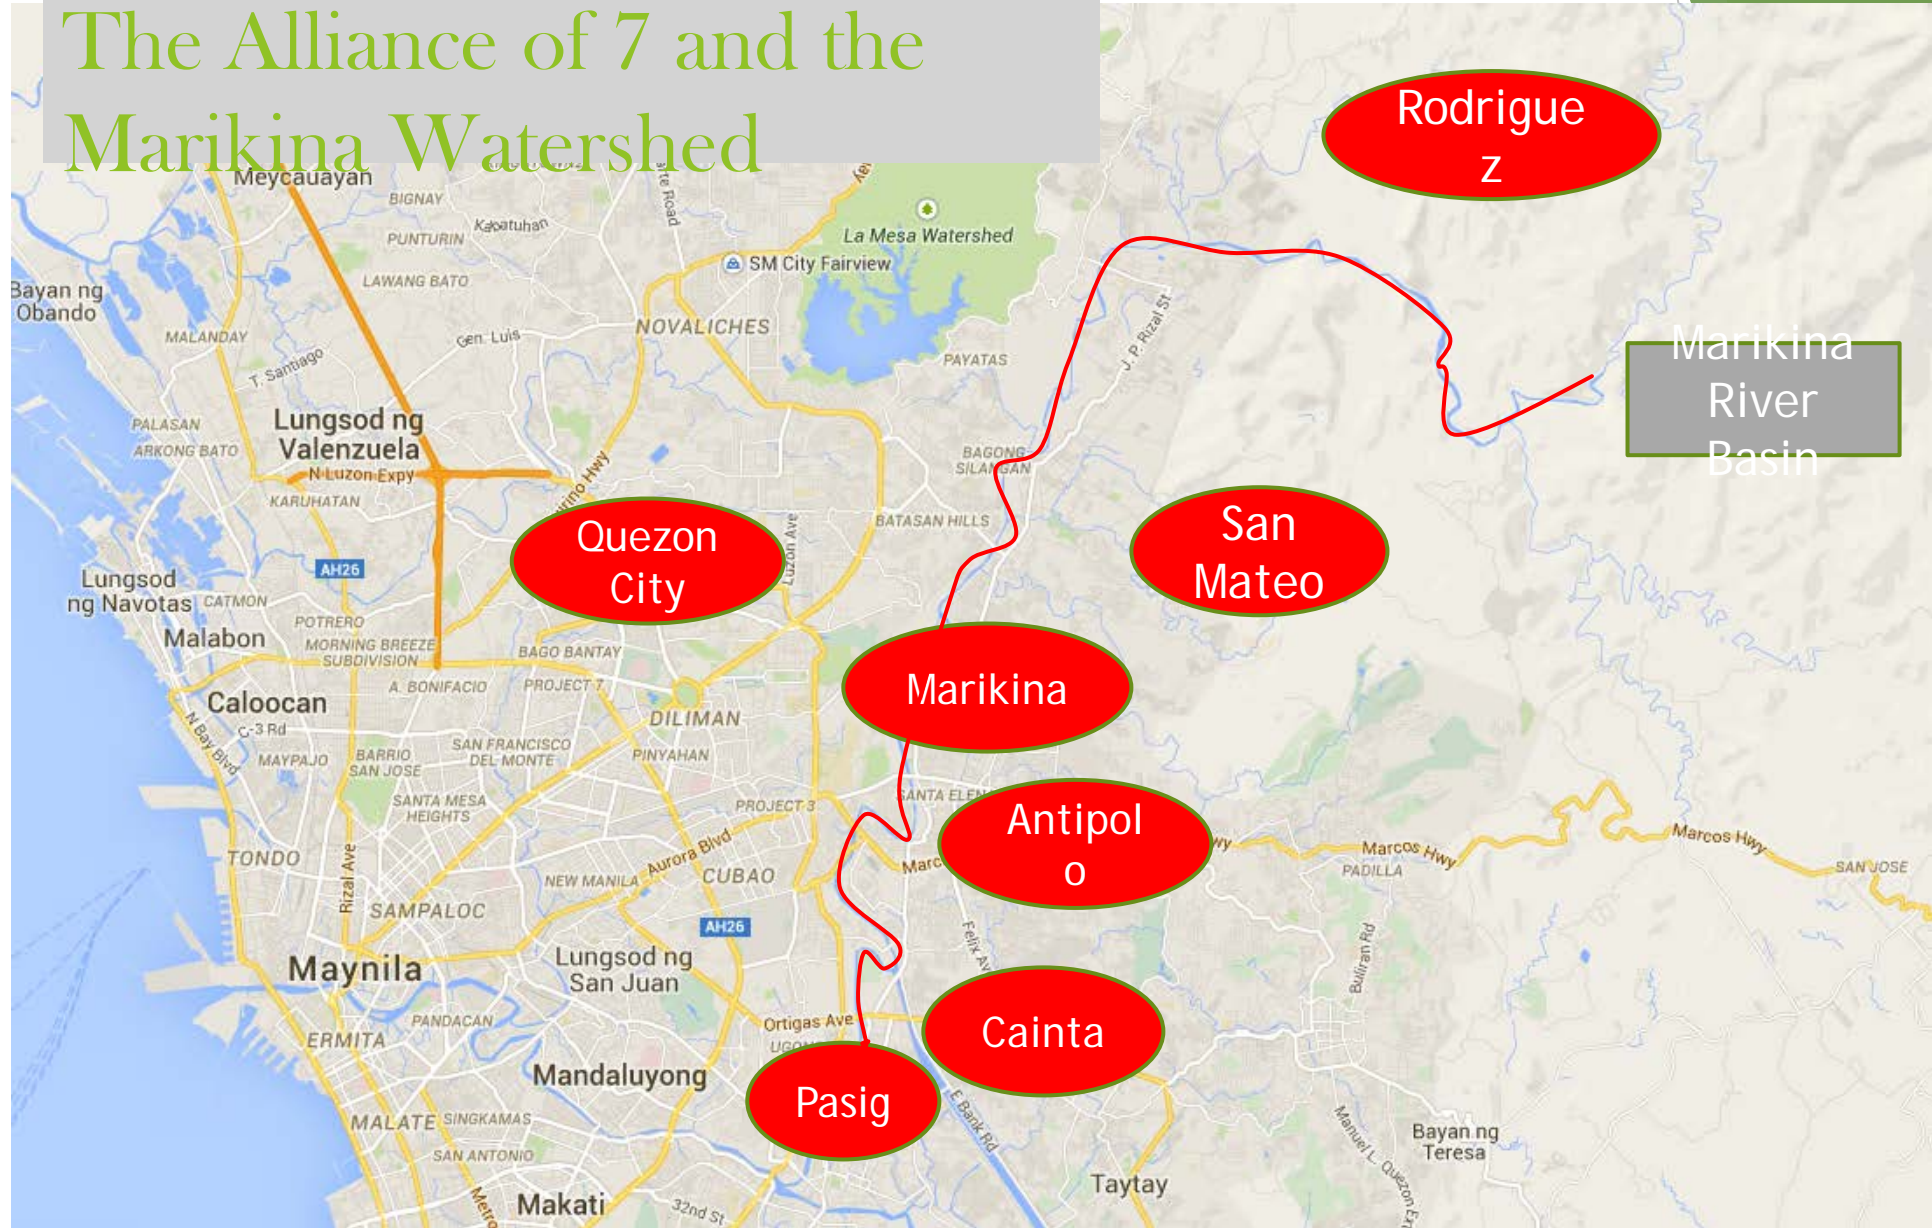 The Alliance of 7 and the
Marikina Watershed
Rodrigue
z
Meycauayan
BIGNAY
Kabatuhan
PUNTURIN
La Mesa Watershed
SM City Fairview
LAWANG BATO
Bayan ng
Obando
MALANDAY
Gen. Luis
NOVALICHES
J. P. Rizal St
T. Santiago
PAYATAS
Marikina
River
Basin
PALASAN
ARKONG BATO
Lungsod ng
Valenzuela
N Luzon Expy
KARUHATAN
BAGONG
SILANGAN
BATASAN HILLS
Quezon
City
Luzon Ave
San
Mateo
AH26
Lungsod
ng Navotas
CATMON
POTRERO
Malabon
MORNING BREEZE
SUBDIVISION
BAGO BANTAY
A. BONIFACIO
PROJECT 7
Marikina
Caloocan
C-3 Rd
N Bay Blvd
DILIMAN
MAYPAJO
BARRIO
SAN JOSE
SAN FRANCISCO
DEL MONTE
PINYAHAN
SANTA MESA
HEIGHTS
PROJECT 3
Antipol
o
Marcos Hwy
Marcos Hwy
PADILLA
SAN JOSE
TONDO
Rizal Ave
Aurora Blvd
NEW MANILA
CUBAO
SAMPALOC
AH26
Maynila
Lungsod ng
San Juan
Buliran Rd
PANDACAN
ERMITA
Ortigas Ave
Cainta
Mandaluyong
Pasig
E Bank Rd
MALATE
SINGKAMAS
SAN ANTONIO
Makati
32nd St
Taytay
Manuel L. Quezon
Bayan ng
Teresa